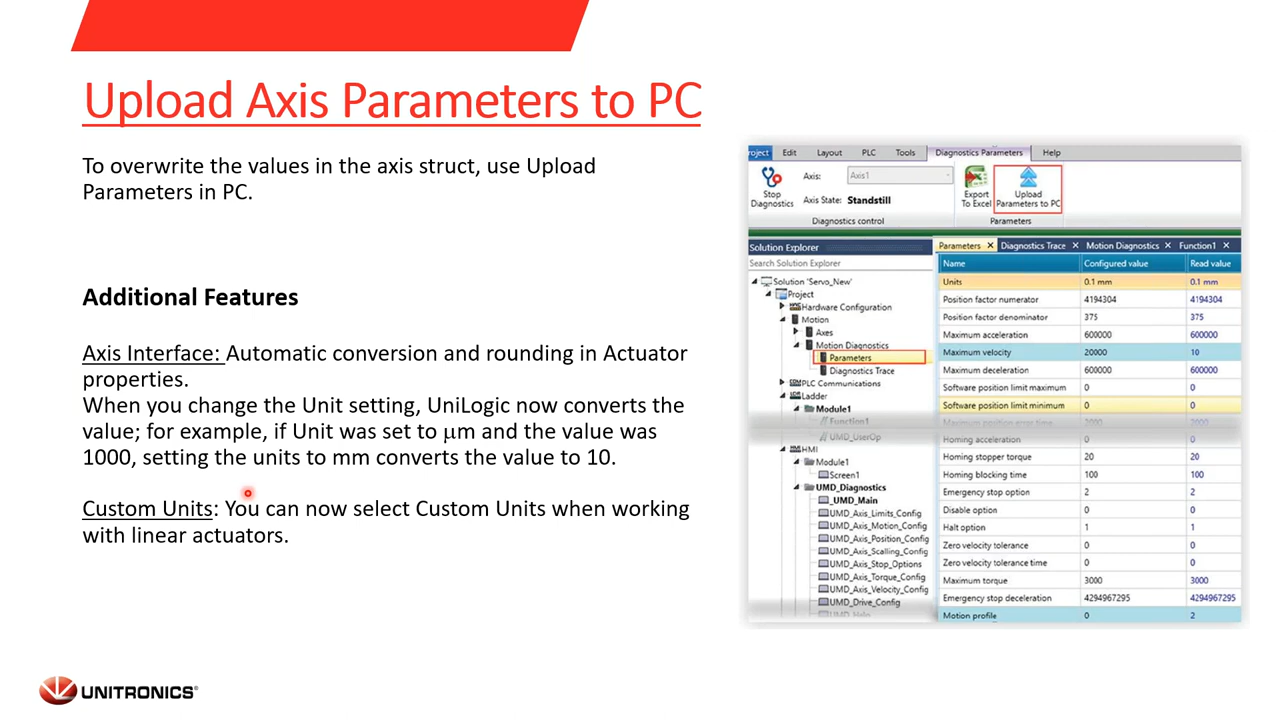 Upload Axis Parameters to PC
To overwrite the values in the axis struct, use Upload
Parameters in PC.
Additional Features
Axis Interface: Automatic conversion and rounding in Actuator
properties.
When you change the Unit setting, UniLogic now converts the
value; for example, if Unit was set to µm and the value was
1000, setting the units to mm converts the value to 10.
Custom Units: You can now select Custom Units when working
with linear actuators.
UNITRONICS®
roject Edit Layout PLC Tools Diagnostics Parameters Help
Stop
Diagnostics
Axis: Axis1
Axis State: Standstill
Diagnostics control
Export
To Excel
Upload
Parameters to PC
Parameters
Solution Explorer
Search Solution Explorer
Solution 'Servo_New'
Project
Hardware Configuration
Motion
Axes
Motion Diagnostics
Parameters
Diagnostics Trace
PLC Communications
Ladder
Module1
// Function1
// UMD_UserOp
HMI
Module1
Screen1
UMD_Diagnostics
_UMD_Main
UMD_Axis_Limits_Config
UMD_Axis_Motion_Config
UMD_Axis_Position_Config
UMD_Axis_Scalling_Config
UMD_Axis_Stop_Options
UMD_Axis_Torque_Config
UMD_Axis_Velocity_Config
UMD_Drive_Config
Parameters X Diagnostics Trace X Motion Diagnostics X Function1 X
Name Configured value Read value
Units 0.1 mm 0.1 mm
Position factor numerator 4194304 4194304
Position factor denominator 375 375
Maximum acceleration 600000 600000
Maximum velocity 20000 10
Maximum deceleration 600000 600000
Software position limit maximum 0 0
Software position limit minimum 0 0
Homing acceleration 0 0
Homing stopper torque 20 20
Homing blocking time 100 100
Emergency stop option 2 2
Disable option 0 0
Halt option 1 1
Zero velocity tolerance 0 0
Zero velocity tolerance time 0 0
Maximum torque 3000 3000
Emergency stop deceleration 4294967295 4294967295
Motion profile 0 2